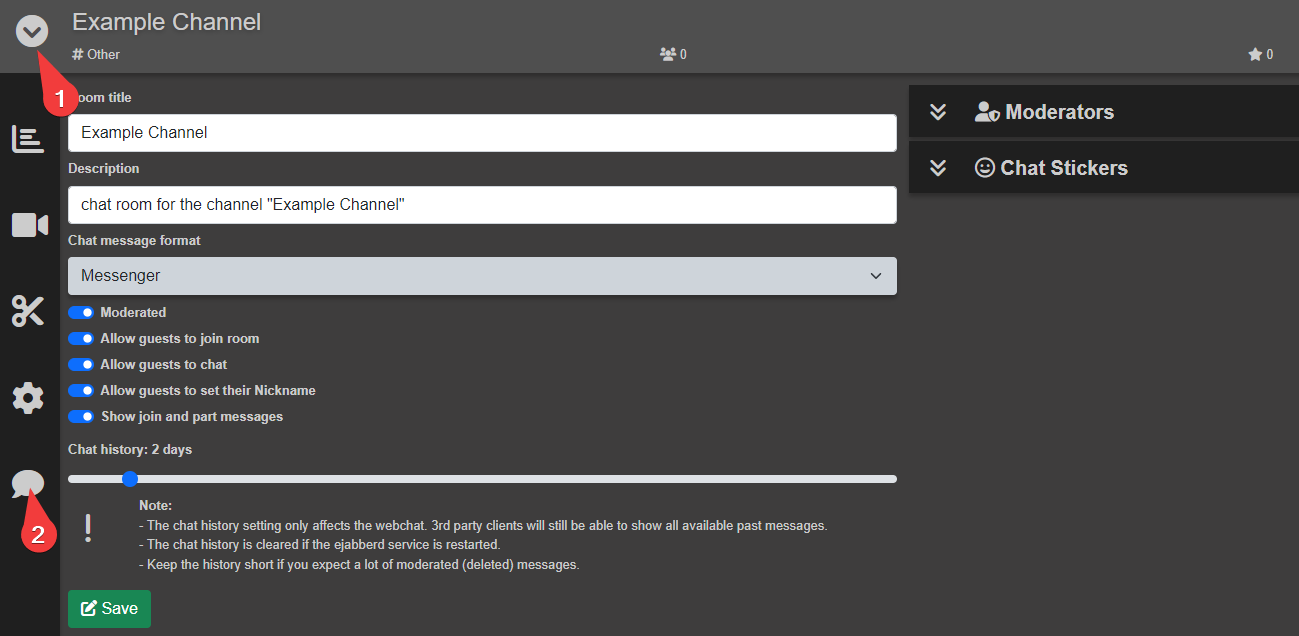 Example Channel
# Other
0
0
1
oom title
Example Channel
Description
chat room for the channel "Example Channel"
Chat message format
Messenger
Moderated
Allow guests to join room
Allow guests to chat
Allow guests to set their Nickname
Show join and part messages
Chat history: 2 days
2
Note:
- The chat history setting only affects the webchat. 3rd party clients will still be able to show all available past messages.
- The chat history is cleared if the ejabberd service is restarted.
- Keep the history short if you expect a lot of moderated (deleted) messages.
Save
Moderators
Chat Stickers